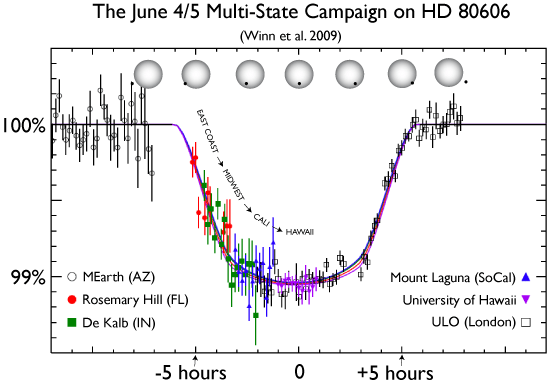 The June 4/5 Multi-State Campaign on HD 80606
(Winn et al. 2009)
100%
EAST COAST → MIDWEST → CALI → HAWAII
99%
MEarth (AZ)
Rosemary Hill (FL)
De Kalb (IN)
Mount Laguna (SoCal)
University of Hawaii
ULO (London)
-5 hours
0
+5 hours